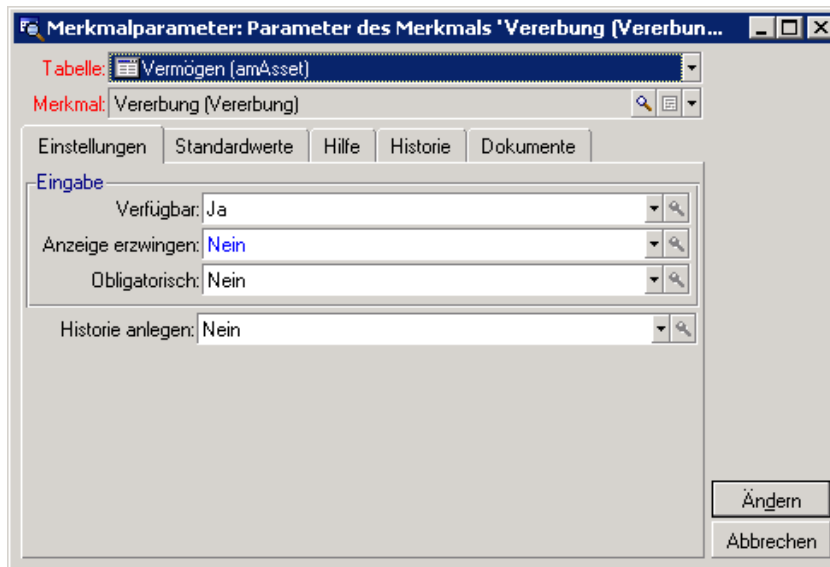 Merkmalparameter: Parameter des Merkmals 'Vererbung (Vererbun...
Tabelle: Vermögen (amAsset)
Merkmal: Vererbung (Vererbung)
Einstellungen Standardwerte Hilfe Historie Dokumente
Eingabe
Verfügbar: Ja
Anzeige erzwingen: Nein
Obligatorisch: Nein
Historie anlegen: Nein
Ändern
Abbrechen